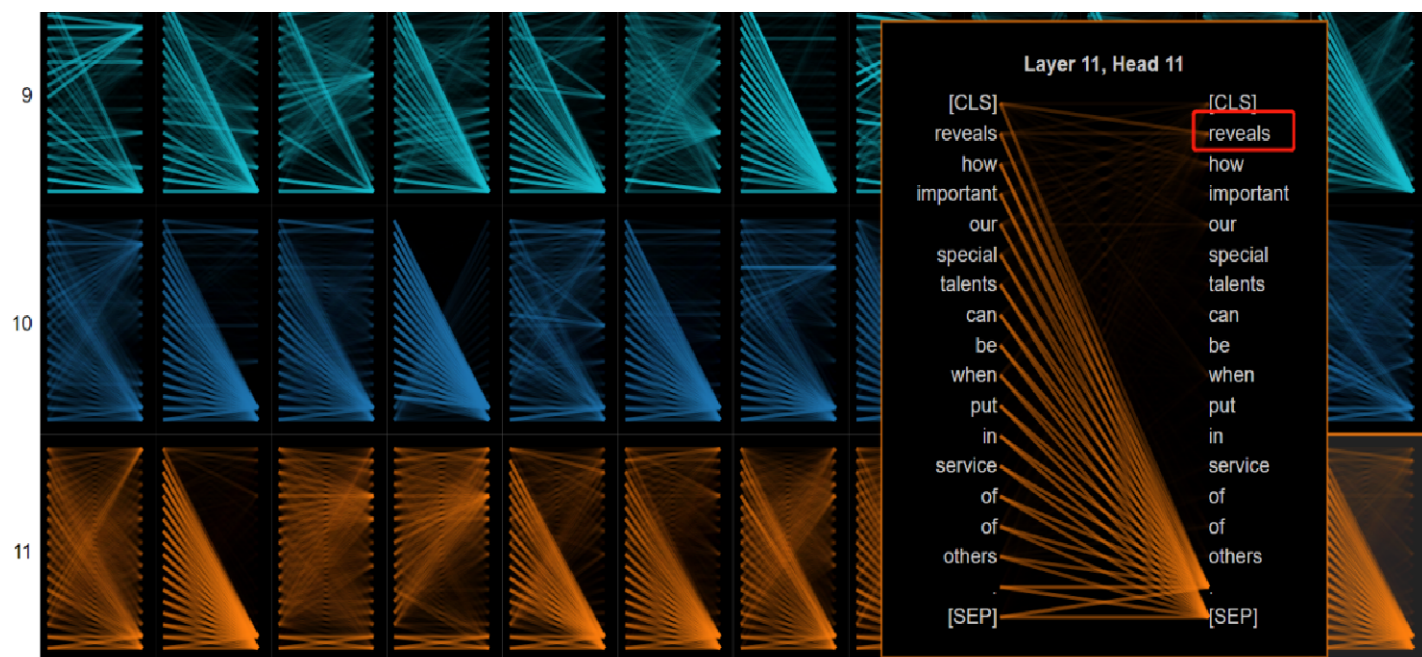 9
10
11
Layer 11, Head 11
[CLS] [CLS]
reveals reveals
how how
important important
our our
special special
talents talents
can can
be be
when when
put put
in in
service service
of of
of of
others others
. .
[SEP] [SEP]